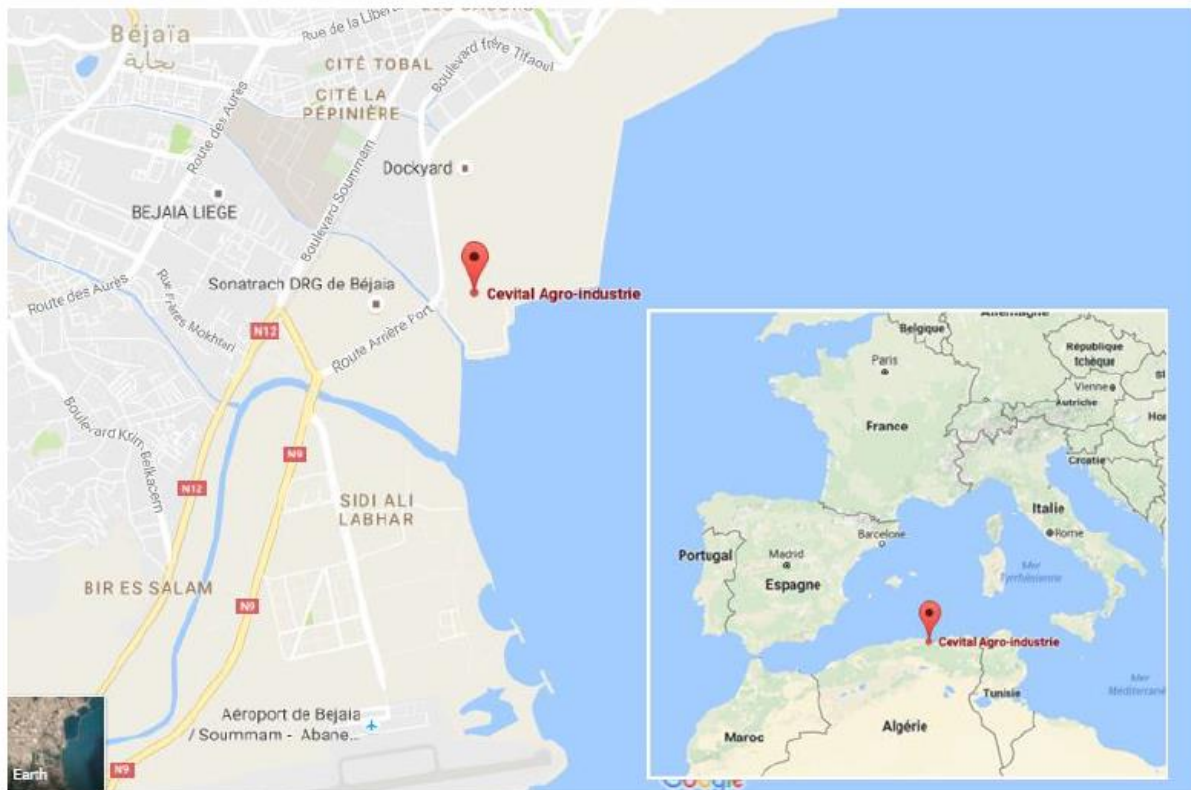 Béjaïa
بجاية
Rue de la Liberté
CITÉ TOBAL
CITÉ LA
PÉPINIÈRE
Boulevard frère Tifaoui
Route des Aurès
Dockyard
BEJAIA LIEGE
Boulevard Soummam
Sonatrach DRG de Béjaia
Cevital Agro-industrie
Route des Aurès
Rue Frères Mokhtari
N12
Route Arrière Port
Boulevard Krim Belkacem
N9
N12
SIDI ALI
LABHAR
BIR ES SALAM
N9
Aéroport de Bejaia
/ Soummam - Abane...
N9
Earth
Google
Belgique
Allemagne
Paris
République
tchèque
Vienne
Autriche
France
Croatie
Italie
Rome
Barcelone
Portugal
Madrid
Espagne
Mer
Tyrrhénienne
Cevital Agro-industrie
Tunisie
Mer
Méditerrané
Algérie
Maroc